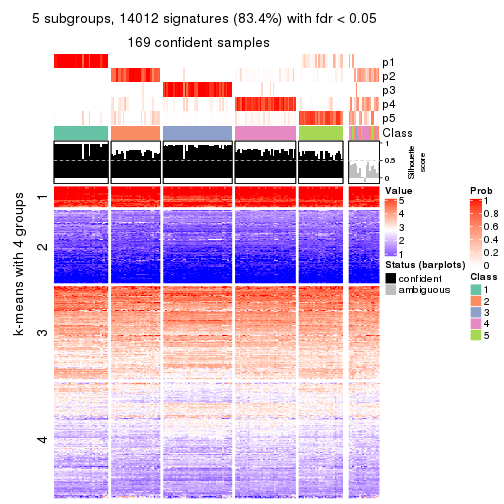 5 subgroups, 14012 signatures (83.4%) with fdr < 0.05
169 confident samples
p1
p2
p3
p4
p5
Class
1
0.5
0
Silhouette
score
k-means with 4 groups
1
2
3
4
Value
5
4
3
2
1
Status (barplots)
confident
ambiguous
Prob
1
0.8
0.6
0.4
0.2
0
Class
1
2
3
4
5